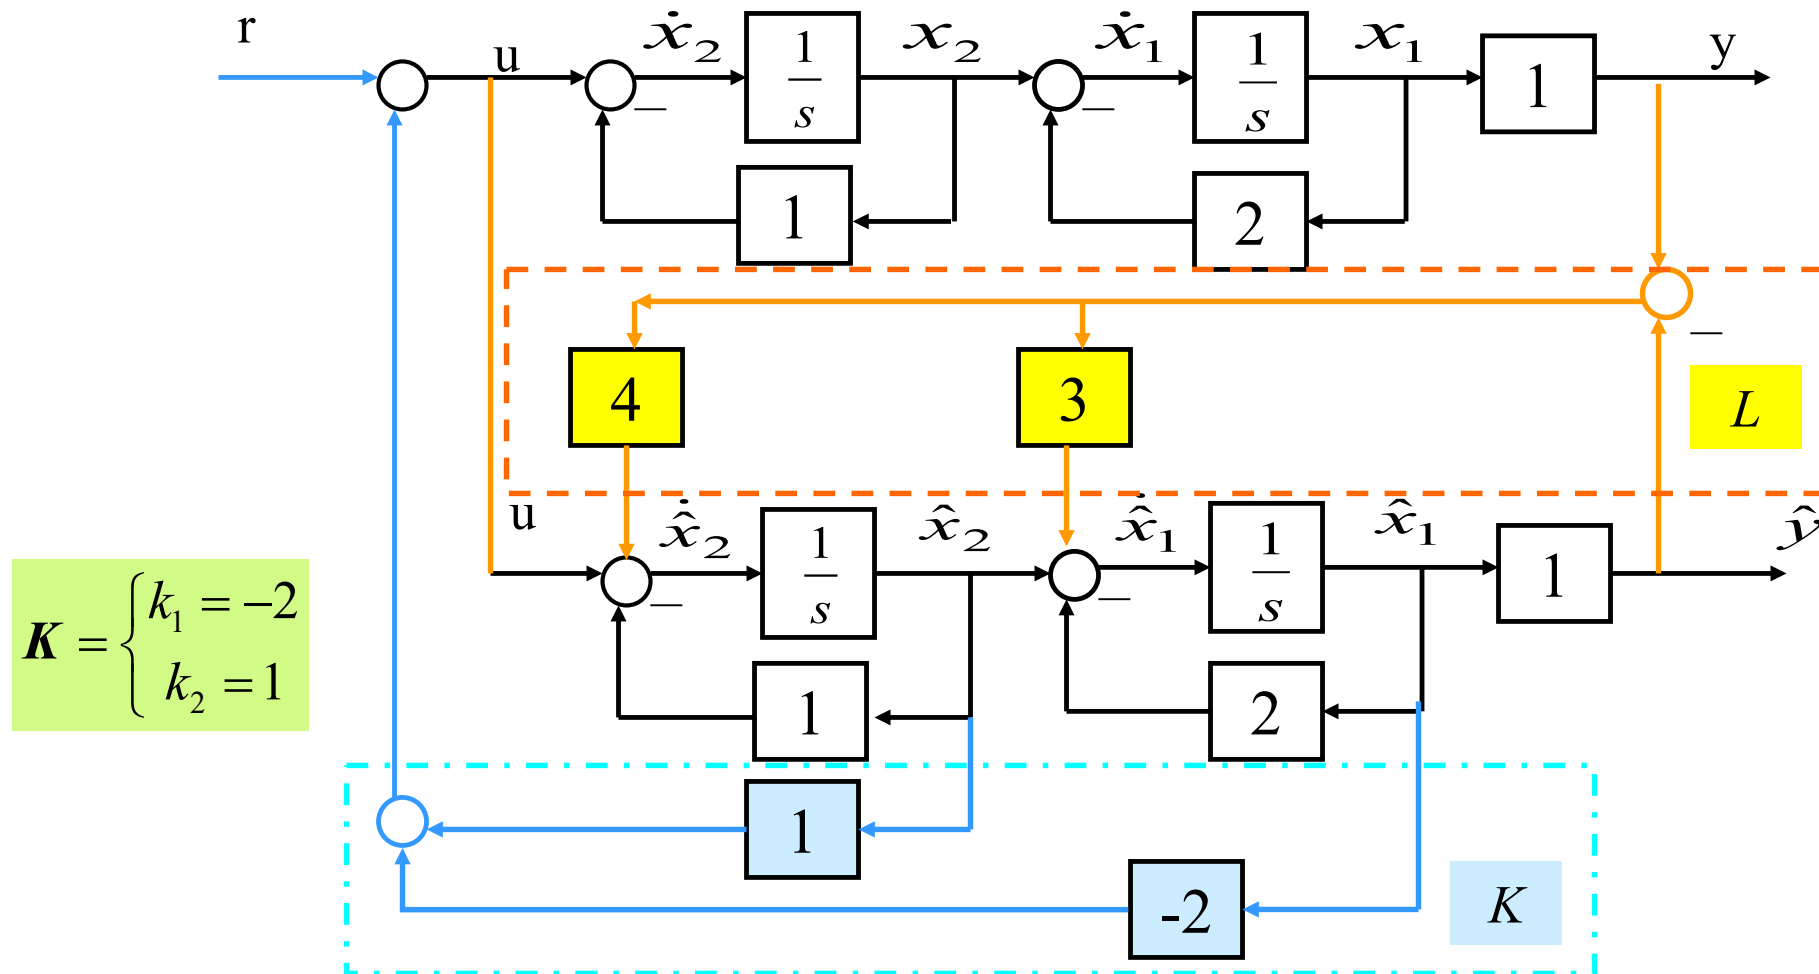 r
u
ẋ₂
1/s
x₂
ẋ₁
1/s
x₁
1
y
–
–
1
2
–
4
3
L
u
x̂̇₂
1/s
x̂₂
x̂̇₁
1/s
x̂₁
1
ŷ
–
–
K = { k₁ = −2
k₂ = 1
1
2
1
-2
K